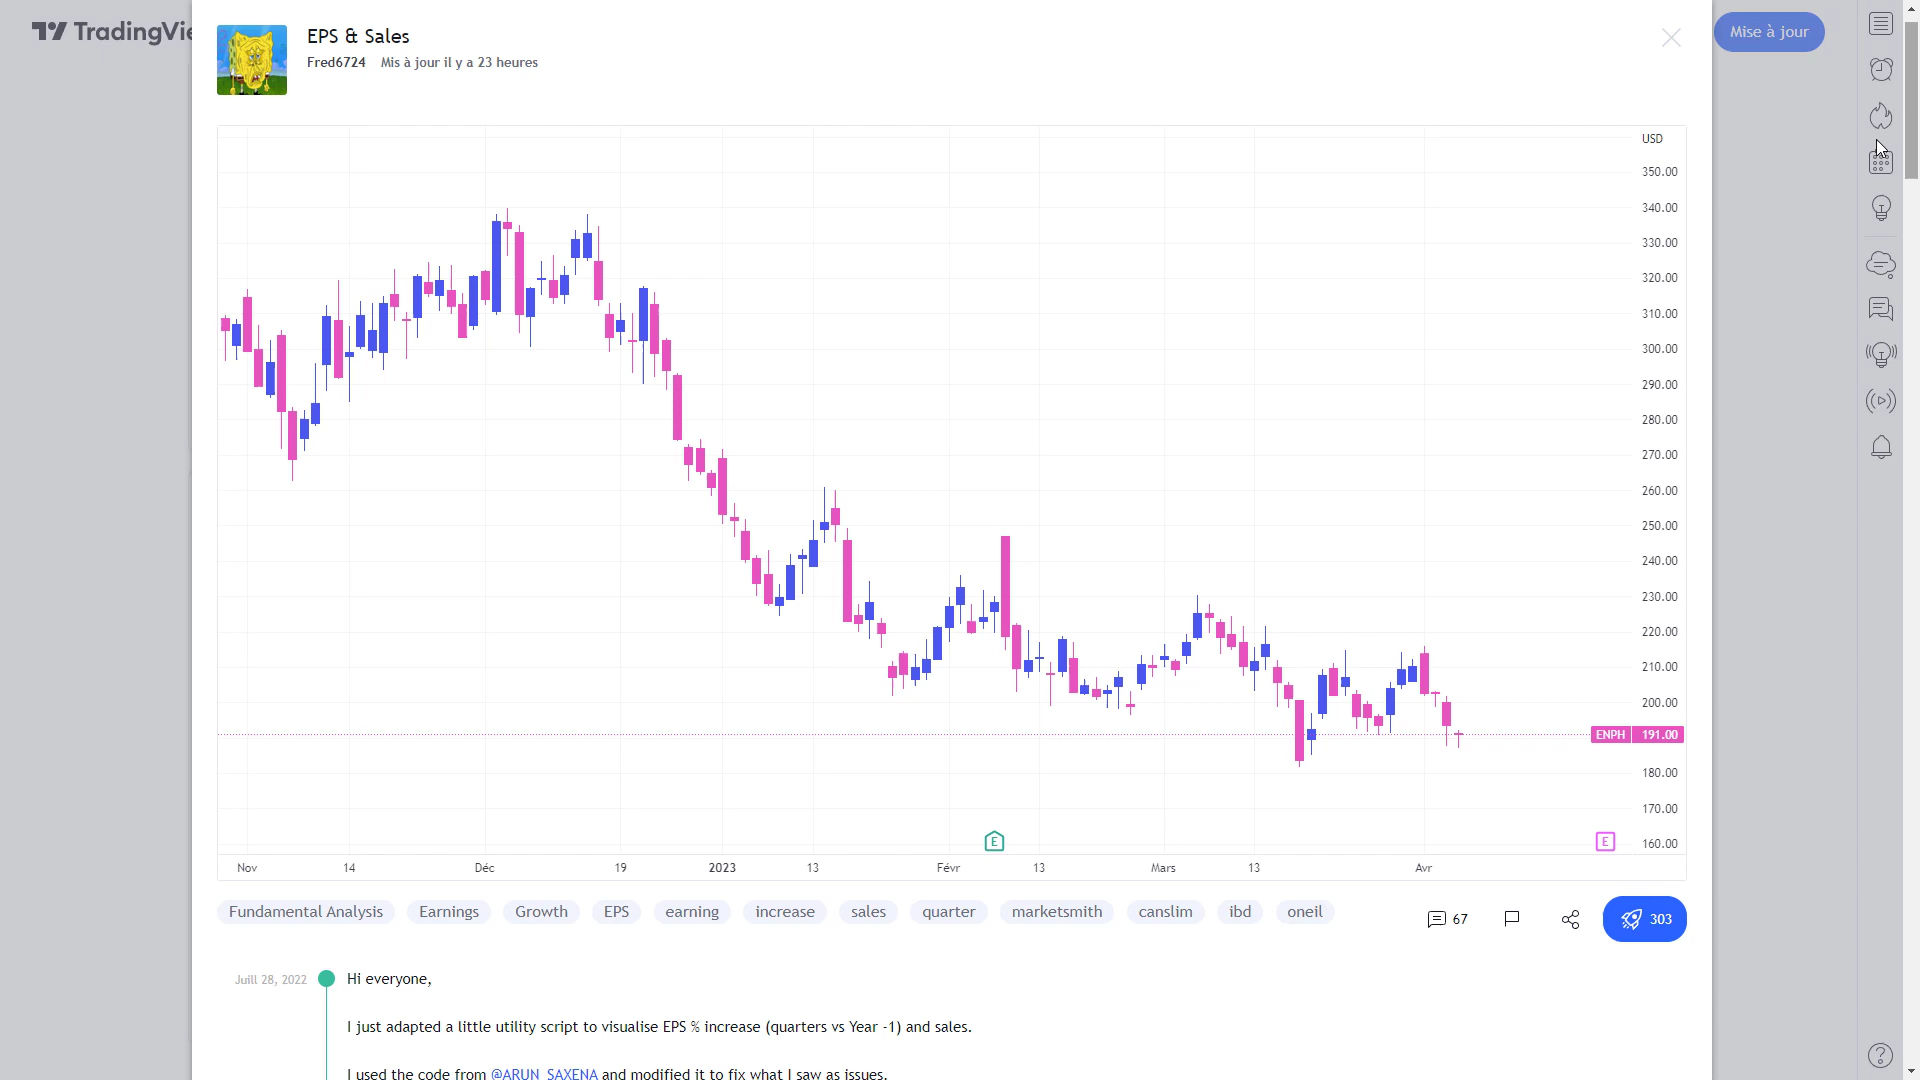 TradingVie
Mise à jour
EPS & Sales
Fred6724 Mis à jour il y a 23 heures
USD
350.00
340.00
330.00
320.00
310.00
300.00
290.00
280.00
270.00
260.00
250.00
240.00
230.00
220.00
210.00
200.00
ENPH 191.00
180.00
170.00
160.00
E E
Nov 14 Déc 19 2023 13 Févr 13 Mars 13 Avr
Fundamental Analysis Earnings Growth EPS earning increase sales quarter marketsmith canslim ibd oneil
67 303
Juill 28, 2022 Hi everyone,
I just adapted a little utility script to visualise EPS % increase (quarters vs Year -1) and sales.
I used the code from @ARUN_SAXENA and modified it to fix what I saw as issues.